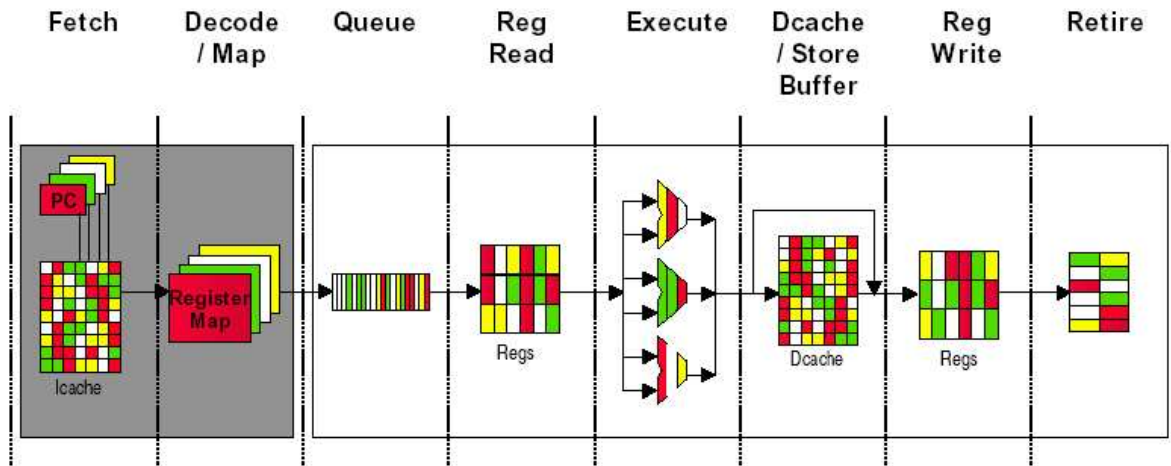 Fetch
Decode
/ Map
Queue
Reg
Read
Execute
Dcache
/ Store
Buffer
Reg
Write
Retire
PC
Register
Map
Icache
Regs
Dcache
Regs